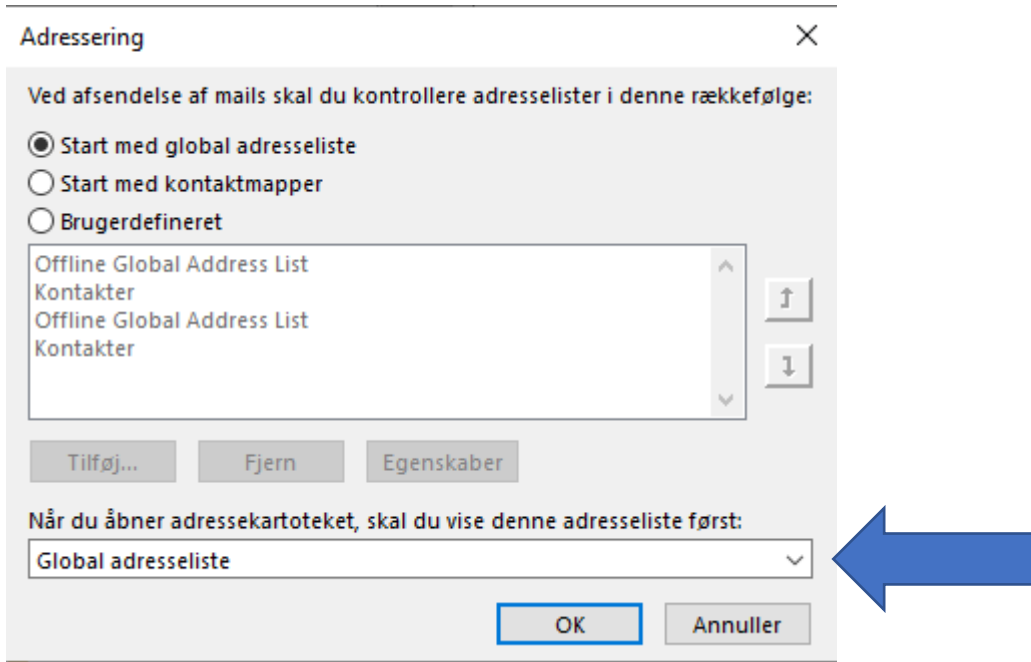 Adressering
Ved afsendelse af mails skal du kontrollere adresselister i denne rækkefølge:
Start med global adresseliste
Start med kontaktmapper
Brugerdefineret
Offline Global Address List
Kontakter
Offline Global Address List
Kontakter
Tilføj... Fjern Egenskaber
Når du åbner adressekartoteket, skal du vise denne adresseliste først:
Global adresseliste
OK Annuller